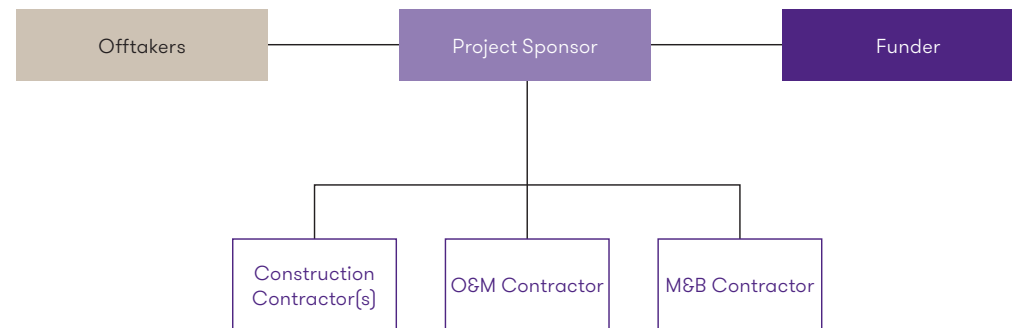 Offtakers
Project Sponsor
Funder
Construction
Contractor(s)
O&M Contractor
M&B Contractor